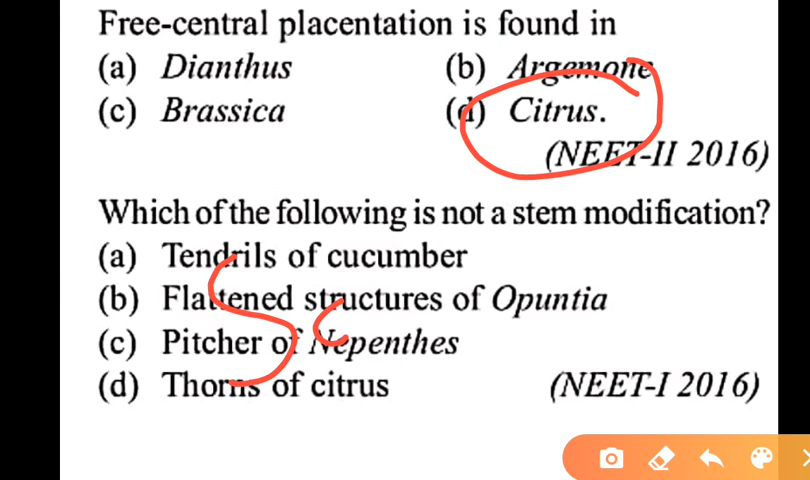 Free-central placentation is found in
(a) Dianthus (b) Argemone
(c) Brassica (d) Citrus.
(NEET-II 2016)
Which of the following is not a stem modification?
(a) Tendrils of cucumber
(b) Flattened structures of Opuntia
(c) Pitcher of Nepenthes
(d) Thorns of citrus (NEET-I 2016)